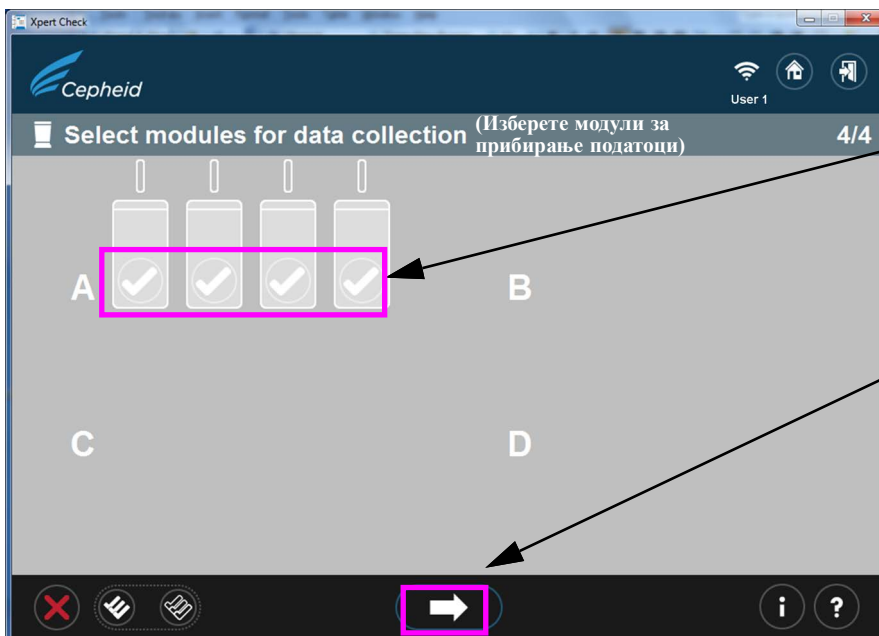 Xpert Check
Cepheid
User 1
Select modules for data collection (Изберете модули за
прибирање податоци)
4/4
A
B
C
D
i
?